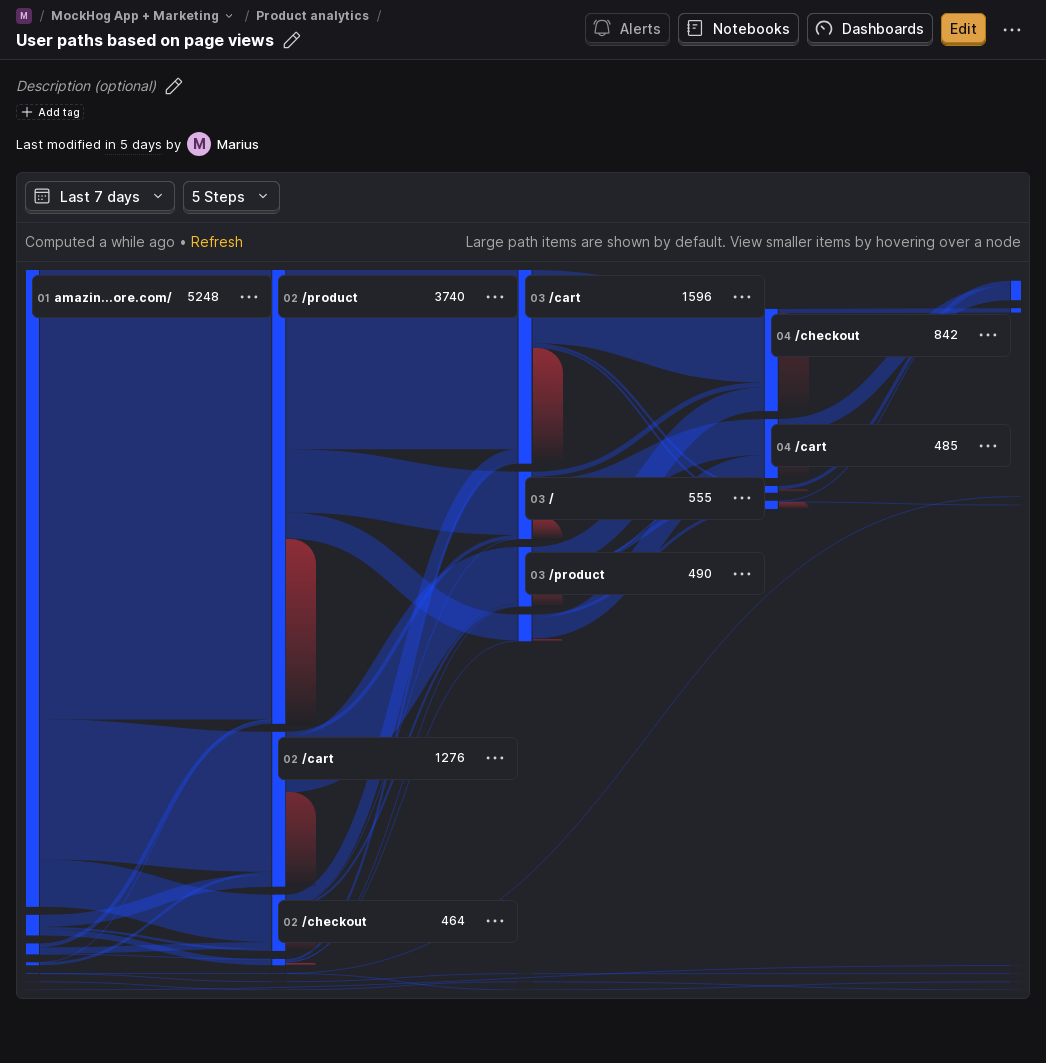 M / MockHog App + Marketing / Product analytics /
User paths based on page views
Alerts
Notebooks
Dashboards
Edit
Description (optional)
Add tag
Last modified in 5 days by M Marius
Last 7 days
5 Steps
Computed a while ago • Refresh
Large path items are shown by default. View smaller items by hovering over a node
01 amazin...ore.com/ 5248
02 /product 3740
03 /cart 1596
04 /checkout 842
04 /cart 485
03 / 555
03 /product 490
02 /cart 1276
02 /checkout 464